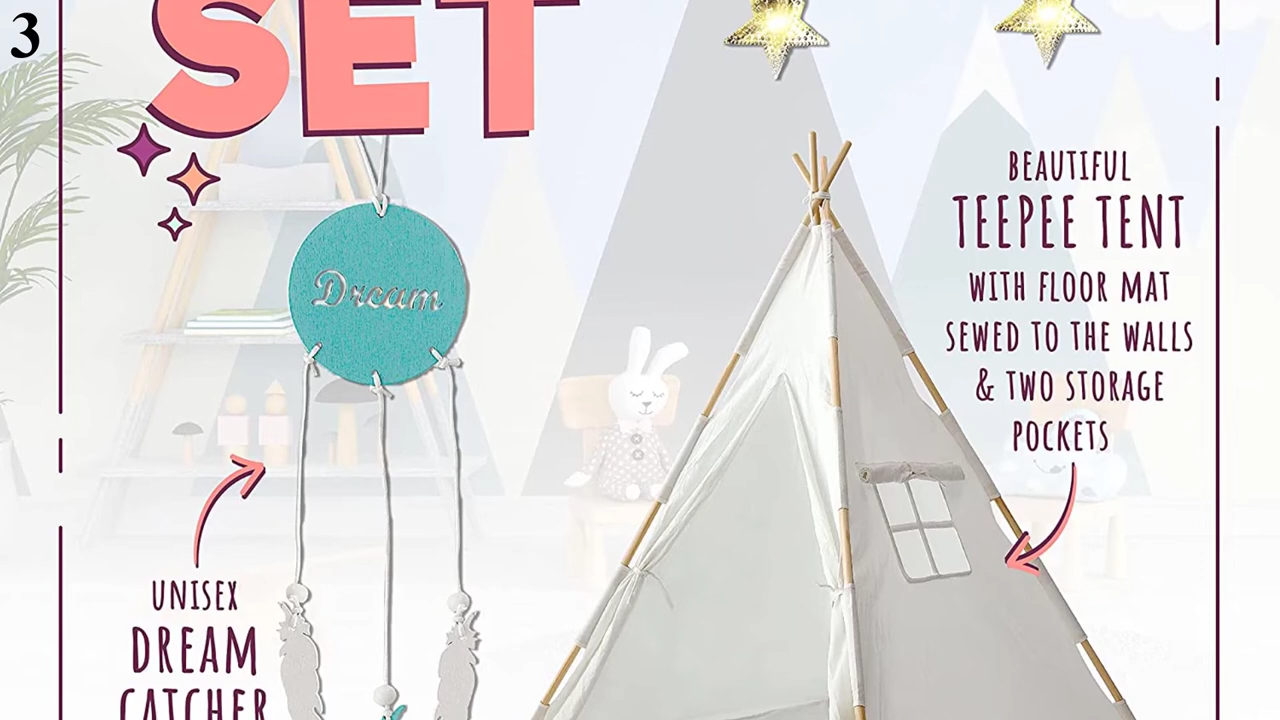 3
SET
Dream
BEAUTIFUL
TEEPEE TENT
WITH FLOOR MAT
SEWED TO THE WALLS
& TWO STORAGE
POCKETS
UNISEX
DREAM
CATCHER